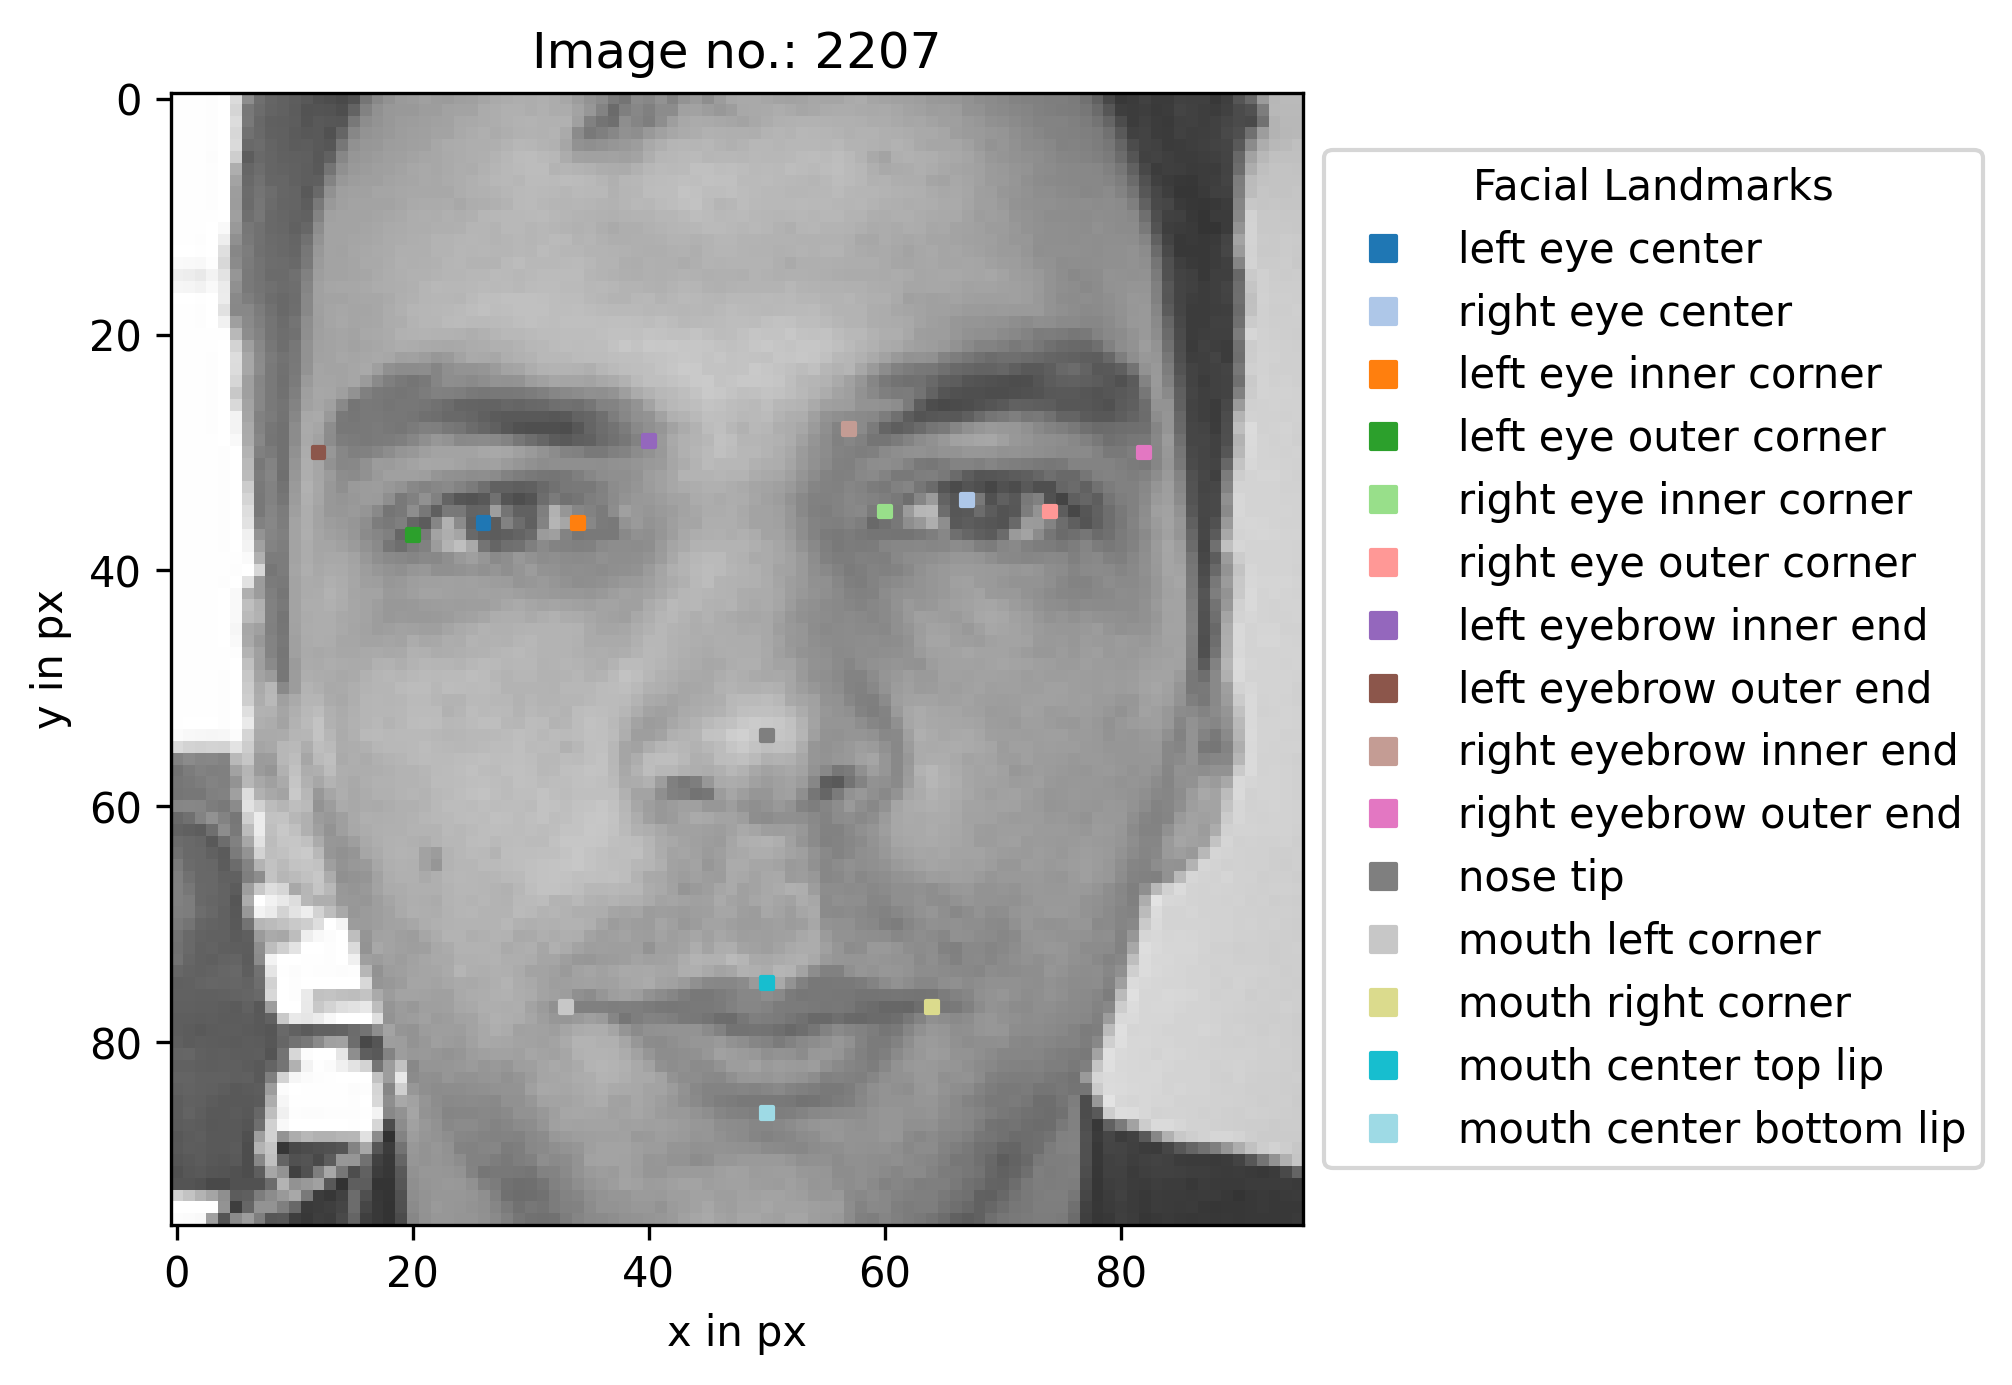 Image no.: 2207
0
20
40
60
80
y in px
0 20 40 60 80
x in px
Facial Landmarks
left eye center
right eye center
left eye inner corner
left eye outer corner
right eye inner corner
right eye outer corner
left eyebrow inner end
left eyebrow outer end
right eyebrow inner end
right eyebrow outer end
nose tip
mouth left corner
mouth right corner
mouth center top lip
mouth center bottom lip